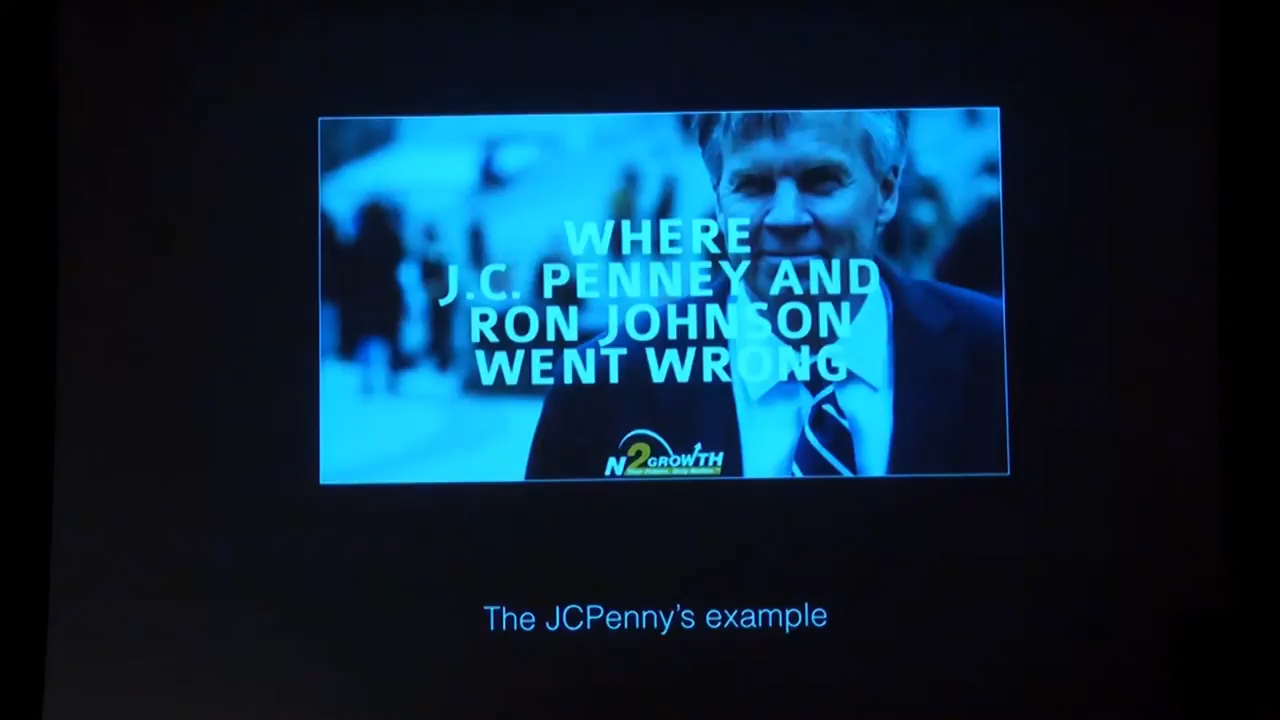 WHERE
J.C. PENNEY AND
RON JOHNSON
WENT WRONG
N2GROWTH
The JCPenny's example